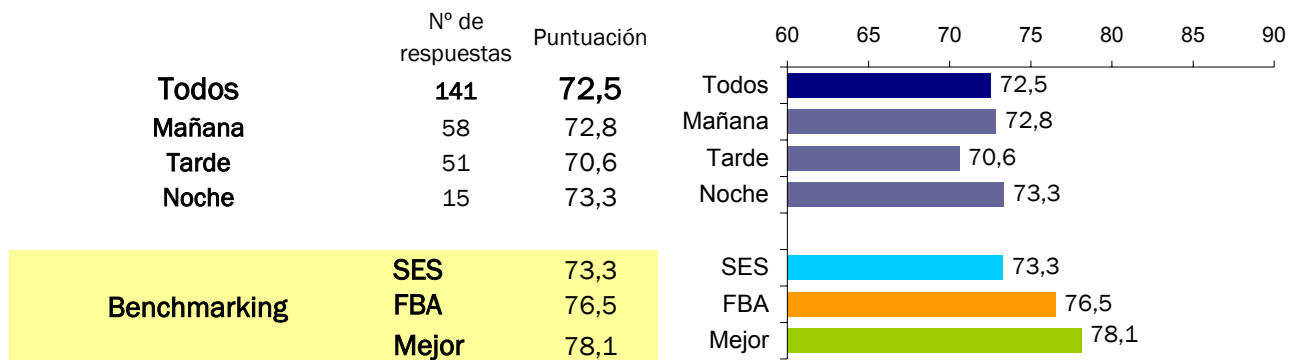 Nº de respuestas Puntuación
Todos 141 72,5
Mañana 58 72,8
Tarde 51 70,6
Noche 15 73,3
Benchmarking
SES 73,3
FBA 76,5
Mejor 78,1
60 65 70 75 80 85 90
Todos 72,5
Mañana 72,8
Tarde 70,6
Noche 73,3
SES 73,3
FBA 76,5
Mejor 78,1